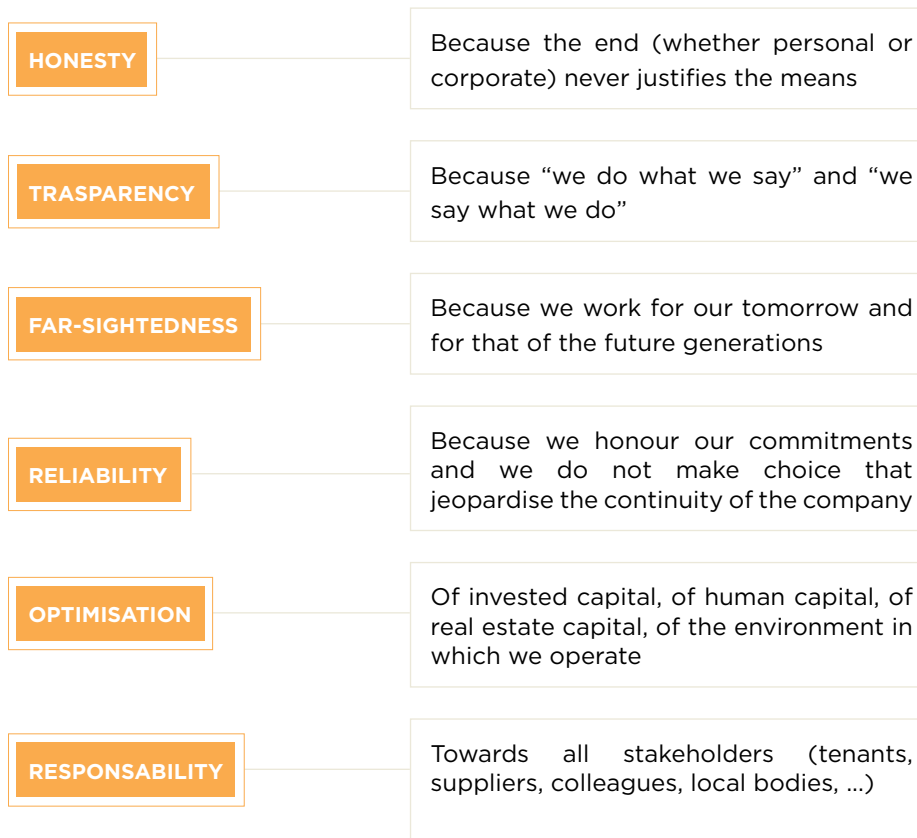 HONESTY
Because the end (whether personal or
corporate) never justifies the means
TRASPARENCY
Because “we do what we say” and “we
say what we do”
FAR-SIGHTEDNESS
Because we work for our tomorrow and
for that of the future generations
RELIABILITY
Because we honour our commitments
and we do not make choice that
jeopardise the continuity of the company
OPTIMISATION
Of invested capital, of human capital, of
real estate capital, of the environment in
which we operate
RESPONSABILITY
Towards all stakeholders (tenants,
suppliers, colleagues, local bodies, ...)